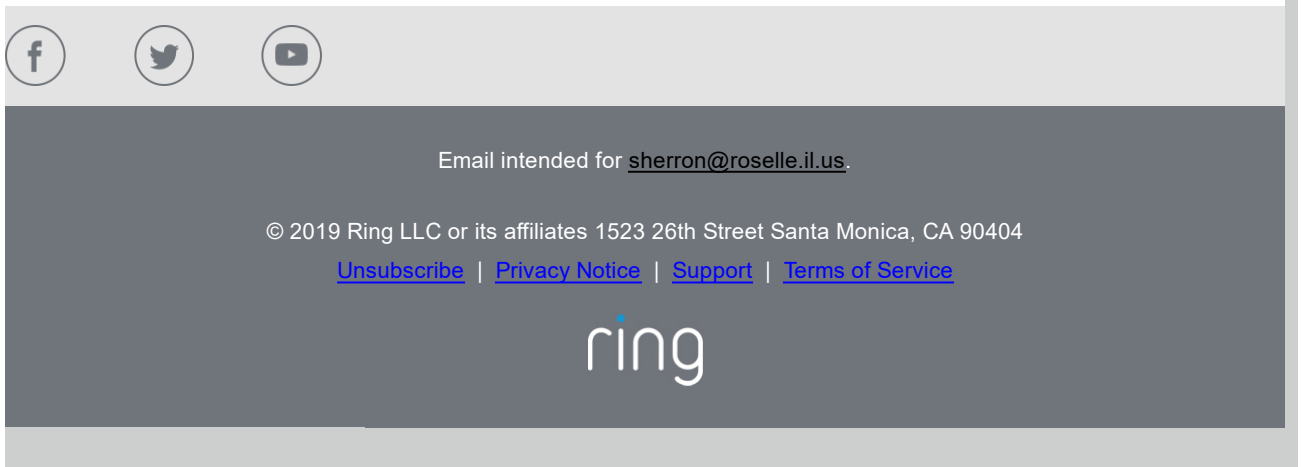 Email intended for sherron@roselle.il.us.
© 2019 Ring LLC or its affiliates 1523 26th Street Santa Monica, CA 90404
Unsubscribe | Privacy Notice | Support | Terms of Service
ring